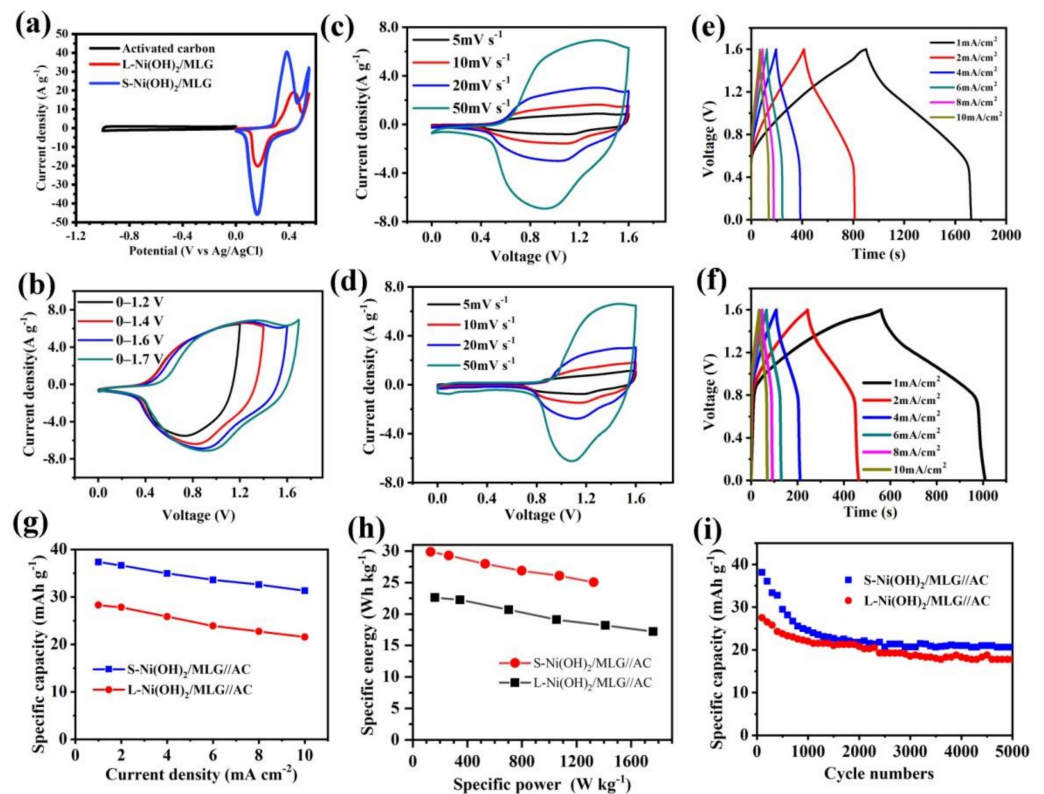 (a)
50
40
30
20
10
0
-10
-20
-30
-40
-50
Current density (A g-1)
Activated carbon
L-Ni(OH)2/MLG
S-Ni(OH)2/MLG
-1.2
-0.8
-0.4
0.0
0.4
Potential (V vs Ag/AgCl)
(c)
8.0
4.0
0.0
-4.0
-8.0
Current density(A g-1)
5mV s-1
10mV s-1
20mV s-1
50mV s-1
0.0
0.4
0.8
1.2
1.6
Voltage (V)
(e)
2.0
1.6
1.2
0.8
0.4
0.0
Voltage (V)
1mA/cm2
2mA/cm2
4mA/cm2
6mA/cm2
8mA/cm2
10mA/cm2
0
400
800
1200
1600
2000
Time (s)
(b)
8.0
4.0
0.0
-4.0
-8.0
Current density (A g-1)
0–1.2 V
0–1.4 V
0–1.6 V
0–1.7 V
0.0
0.4
0.8
1.2
1.6
Voltage (V)
(d)
8.0
4.0
0.0
-4.0
-8.0
Current density (A g-1)
5mV s-1
10mV s-1
20mV s-1
50mV s-1
0.0
0.4
0.8
1.2
1.6
Voltage (V)
(f)
2.0
1.6
1.2
0.8
0.4
0.0
Voltage (V)
1mA/cm2
2mA/cm2
4mA/cm2
6mA/cm2
8mA/cm2
10mA/cm2
0
200
400
600
800
1000
Time (s)
(g)
40
30
20
10
0
Specific capacity (mAh g-1)
S-Ni(OH)2/MLG//AC
L-Ni(OH)2/MLG//AC
2
4
6
8
10
Current density (mA cm-2)
(h)
30
25
20
15
10
5
0
Specific energy (Wh kg-1)
S-Ni(OH)2/MLG//AC
L-Ni(OH)2/MLG//AC
0
400
800
1200
1600
Specific power (W kg-1)
(i)
40
30
20
10
0
Specific capacity (mAh g-1)
S-Ni(OH)2/MLG//AC
L-Ni(OH)2/MLG//AC
0
1000
2000
3000
4000
5000
Cycle numbers